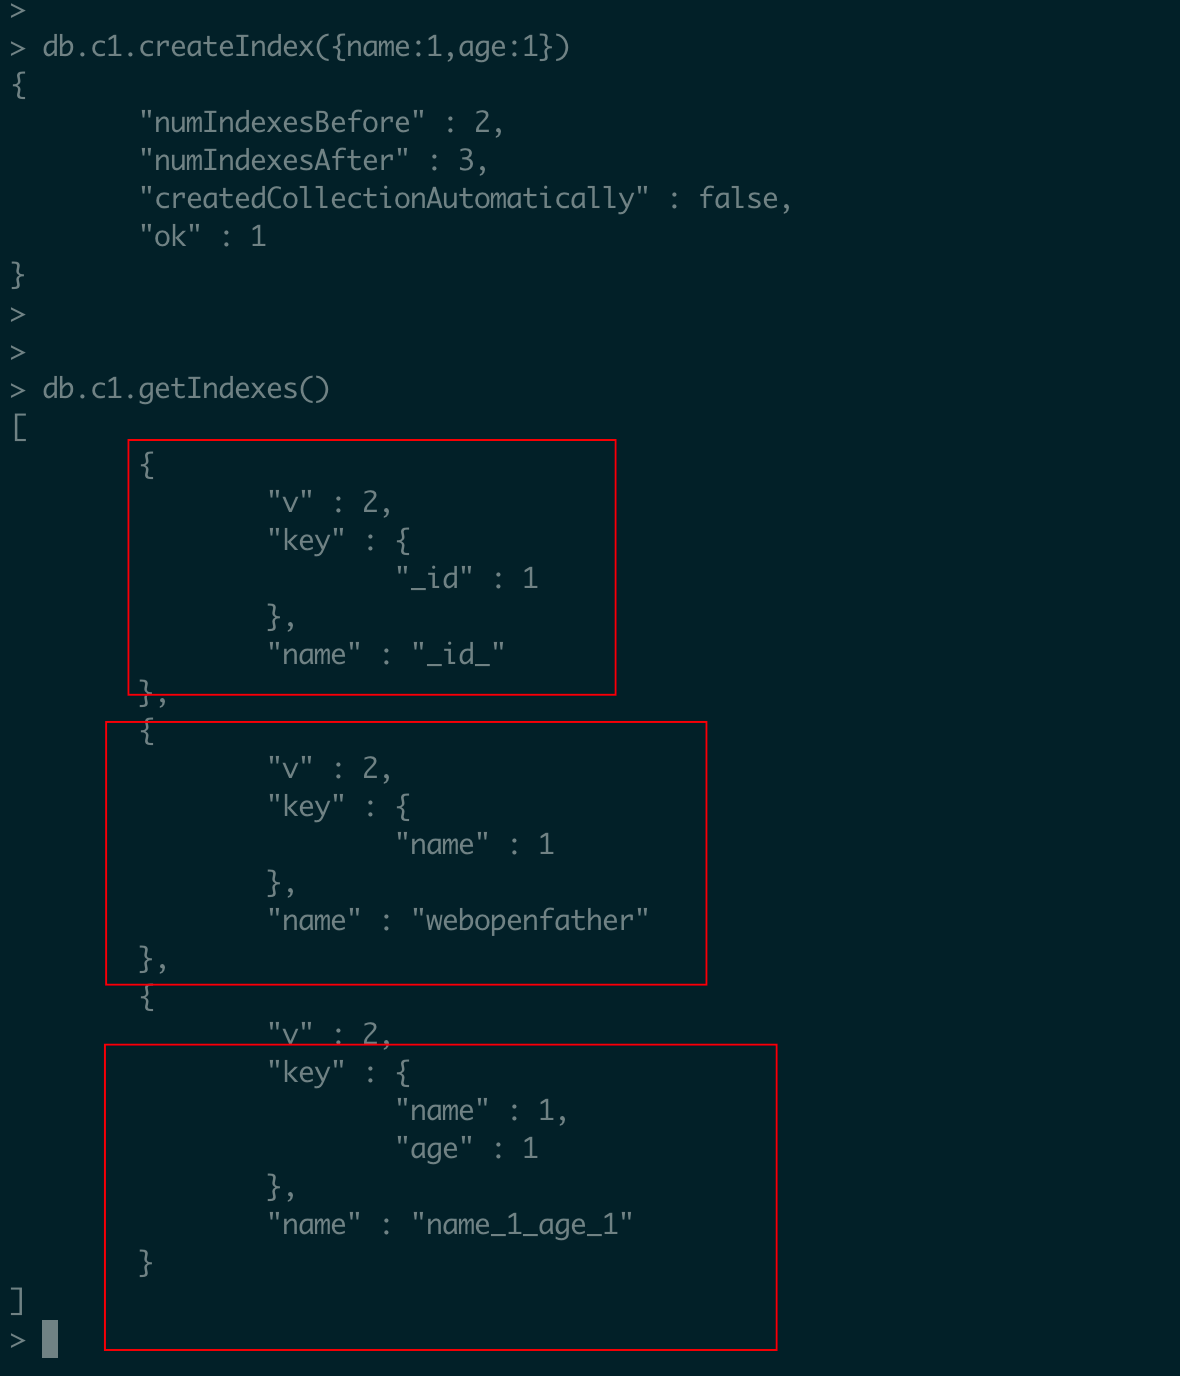 >
> db.c1.createIndex({name:1,age:1})
{
"numIndexesBefore" : 2,
"numIndexesAfter" : 3,
"createdCollectionAutomatically" : false,
"ok" : 1
}
>
>
> db.c1.getIndexes()
[
{
"v" : 2,
"key" : {
"_id" : 1
},
"name" : "_id_"
},
{
"v" : 2,
"key" : {
"name" : 1
},
"name" : "webopenfather"
},
{
"v" : 2,
"key" : {
"name" : 1,
"age" : 1
},
"name" : "name_1_age_1"
}
]
>